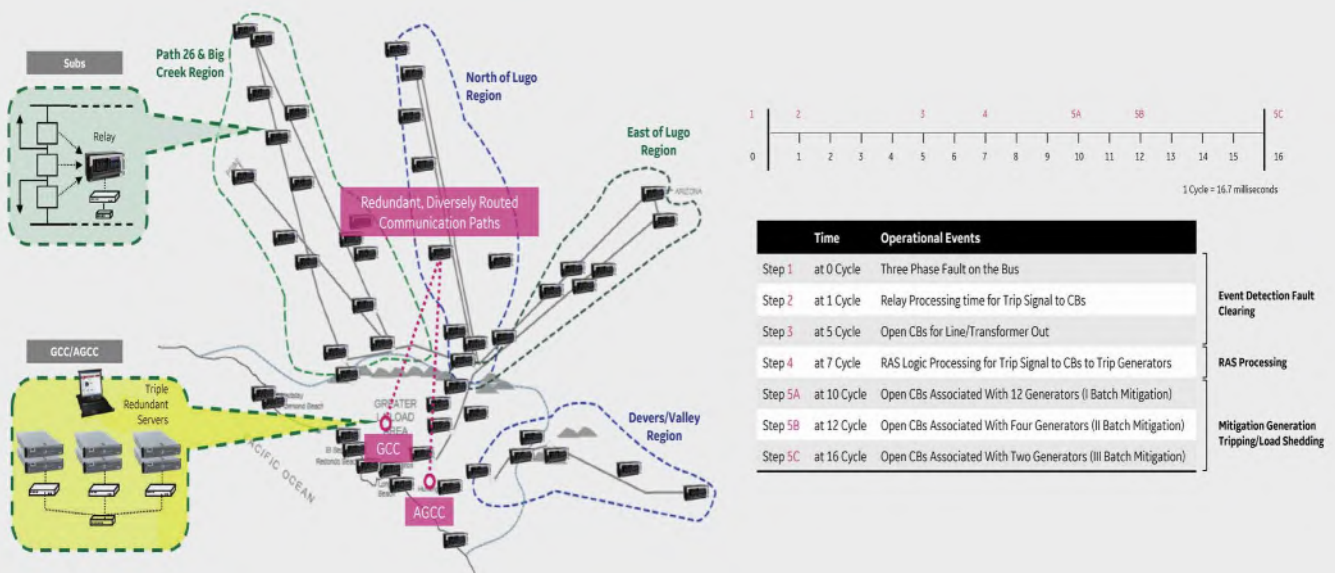 Subs
Relay
Path 26 & Big
Creek Region
North of Lugo
Region
East of Lugo
Region
ARIZONA
Redundant, Diversely Routed
Communication Paths
GCC/AGCC
Triple
Redundant
Servers
Ormond Beach
GREATER
AREA
Redondo Beach
Beach
PACIFIC OCEAN
GCC
AGCC
Devers/Valley
Region
1 2 3 4 5A 5B 5C
0 1 2 3 4 5 6 7 8 9 10 11 12 13 14 15 16
1 Cycle = 16.7 milliseconds
Time Operational Events
Step 1 at 0 Cycle Three Phase Fault on the Bus
Step 2 at 1 Cycle Relay Processing time for Trip Signal to CBs
Step 3 at 5 Cycle Open CBs for Line/Transformer Out
Step 4 at 7 Cycle RAS Logic Processing for Trip Signal to CBs to Trip Generators
Step 5A at 10 Cycle Open CBs Associated With 12 Generators (I Batch Mitigation)
Step 5B at 12 Cycle Open CBs Associated With Four Generators (II Batch Mitigation)
Step 5C at 16 Cycle Open CBs Associated With Two Generators (III Batch Mitigation)
Event Detection Fault
Clearing
RAS Processing
Mitigation Generation
Tripping/Load Shedding